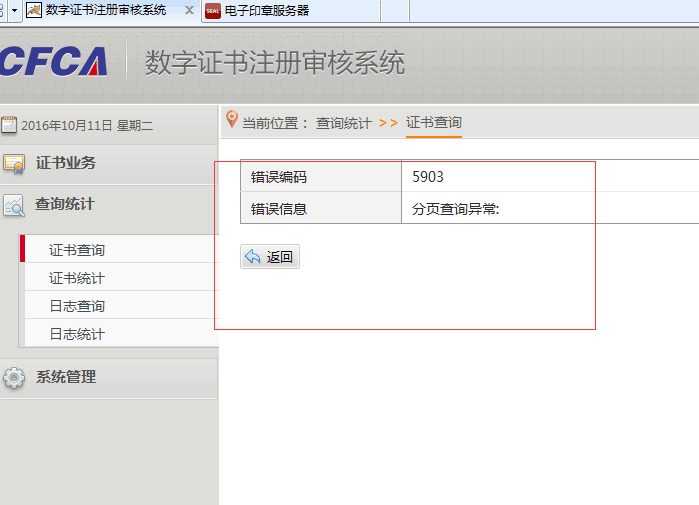 数字证书注册审核系统
电子印章服务器
CFCA 数字证书注册审核系统
2016年10月11日 星期二
当前位置： 查询统计 >> 证书查询
证书业务
查询统计
证书查询
证书统计
日志查询
日志统计
系统管理
错误编码 5903
错误信息 分页查询异常:
返回